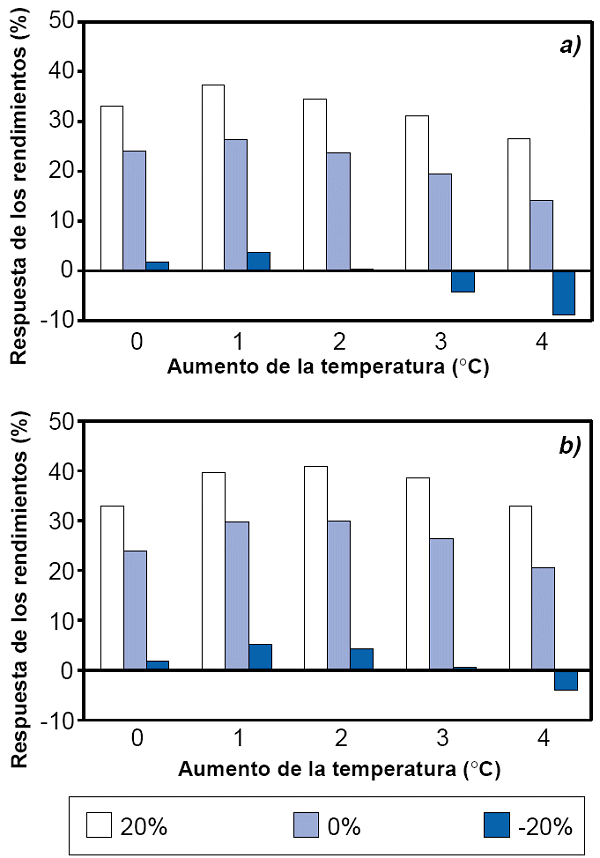 Respuesta de los rendimientos (%)
50
40
30
20
10
0
-10
a)
0 1 2 3 4
Aumento de la temperatura (°C)
Respuesta de los rendimientos (%)
50
40
30
20
10
0
-10
b)
0 1 2 3 4
Aumento de la temperatura (°C)
20% 0% -20%